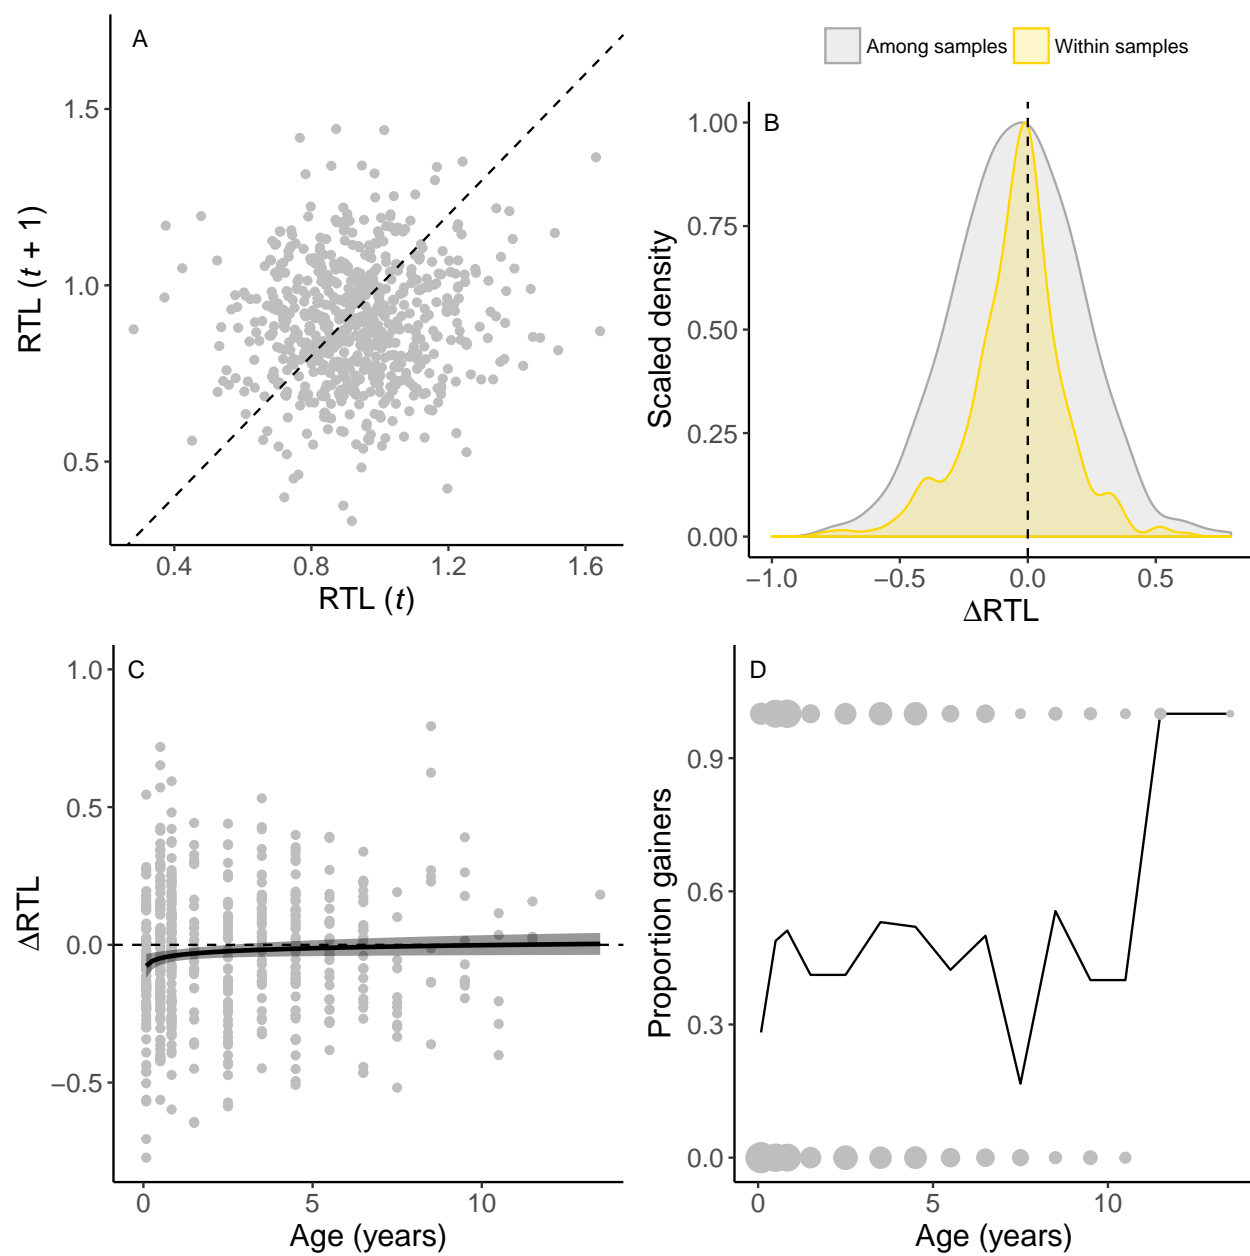 A
1.5
1.0
0.5
0.4
0.8
1.2
1.6
RTL (t + 1)
RTL (t)
Among samples
Within samples
B
1.00
0.75
0.50
0.25
0.00
−1.0
−0.5
0.0
0.5
Scaled density
ΔRTL
C
1.0
0.5
0.0
−0.5
0
5
10
ΔRTL
Age (years)
D
0.9
0.6
0.3
0.0
0
5
10
Proportion gainers
Age (years)